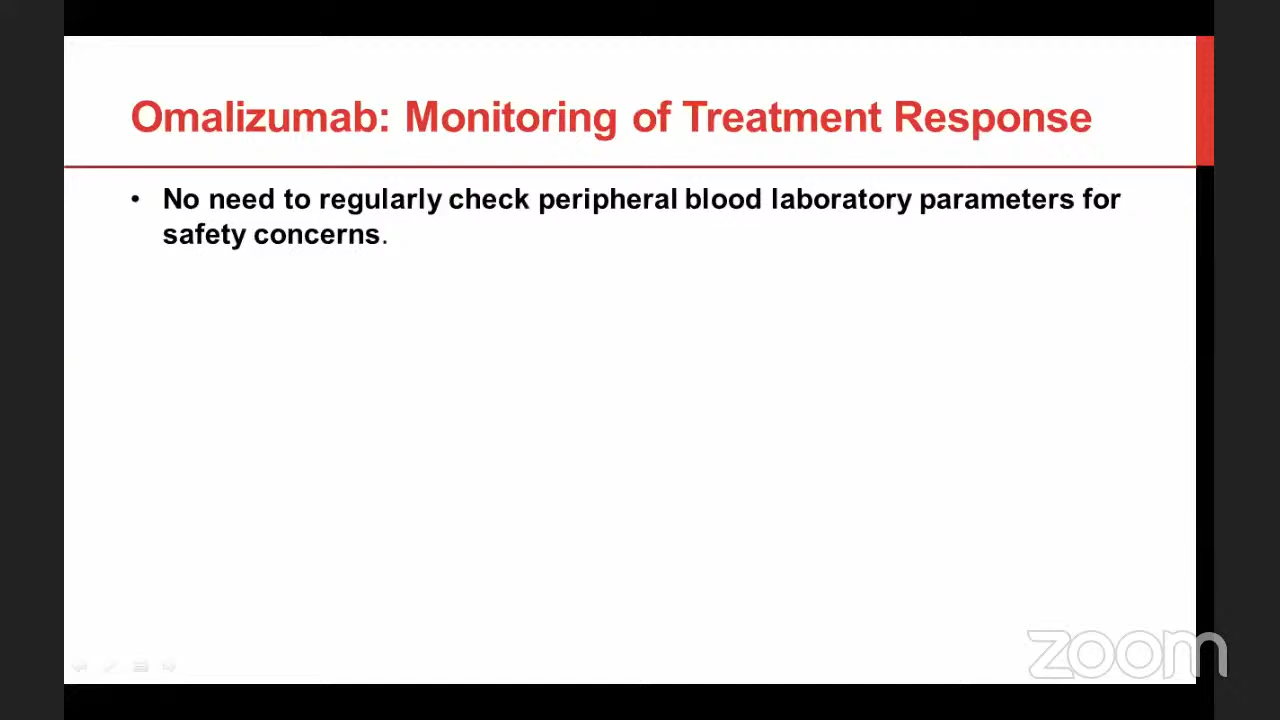 Omalizumab: Monitoring of Treatment Response
• No need to regularly check peripheral blood laboratory parameters for
safety concerns.
zoom